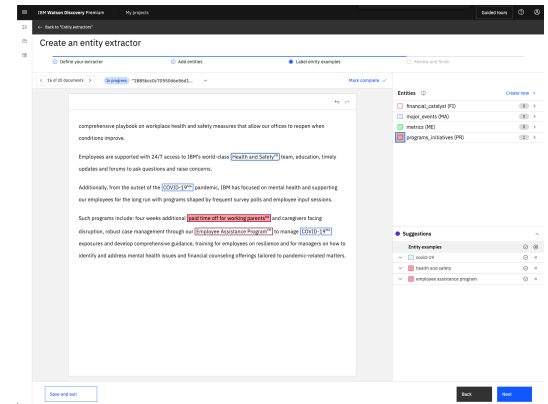 IBM Watson Discovery Premium
My projects
Guided tours
← Back to "Entity extractors"
Create an entity extractor
Define your extractor
Add entities
Label entity examples
Review and finish
16 of 20 documents
In progress
Mark complete
comprehensive playbook on workplace health and safety measures that allow our offices to reopen when
conditions improve.
Employees are supported with 24/7 access to IBM's world-class Health and Safety team, education, timely
updates and forums to ask questions and raise concerns.
Additionally, from the outset of the COVID-19 pandemic, IBM has focused on mental health and supporting
our employees for the long run with programs shaped by frequent survey polls and employee input sessions.
Such programs include: four weeks additional paid time off for working parents and caregivers facing
disruption, robust case management through our Employee Assistance Program to manage COVID-19
exposures and develop comprehensive guidance, training for employees on resilience and for managers on how to
identify and address mental health issues and financial counseling offerings tailored to pandemic-related matters.
Entities
Create new +
financial_catalyst (FI)
major_events (MA)
metrics (ME)
programs_initiatives (PR)
Suggestions
Entity examples
covid-19
health and safety
employee assistance program
Save and exit
Back
Next